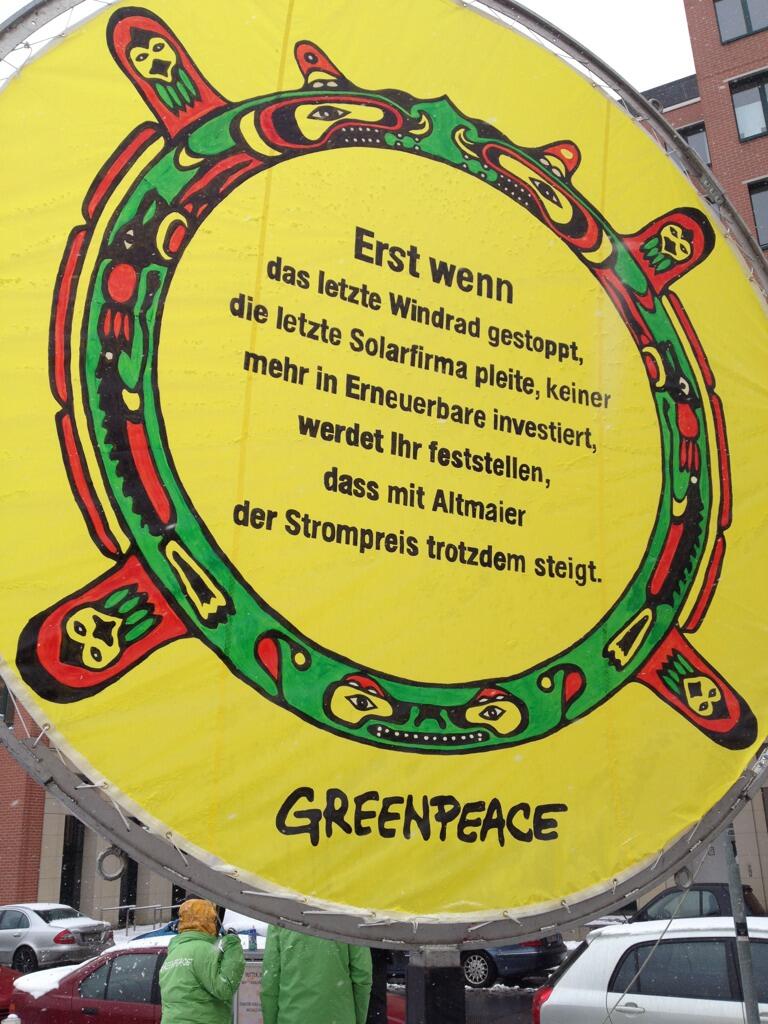 Erst wenn
das letzte Windrad gestoppt,
die letzte Solarfirma pleite, keiner
mehr in Erneuerbare investiert,
werdet Ihr feststellen,
dass mit Altmaier
der Strompreis trotzdem steigt.
GREENPEACE
GREENPEACE